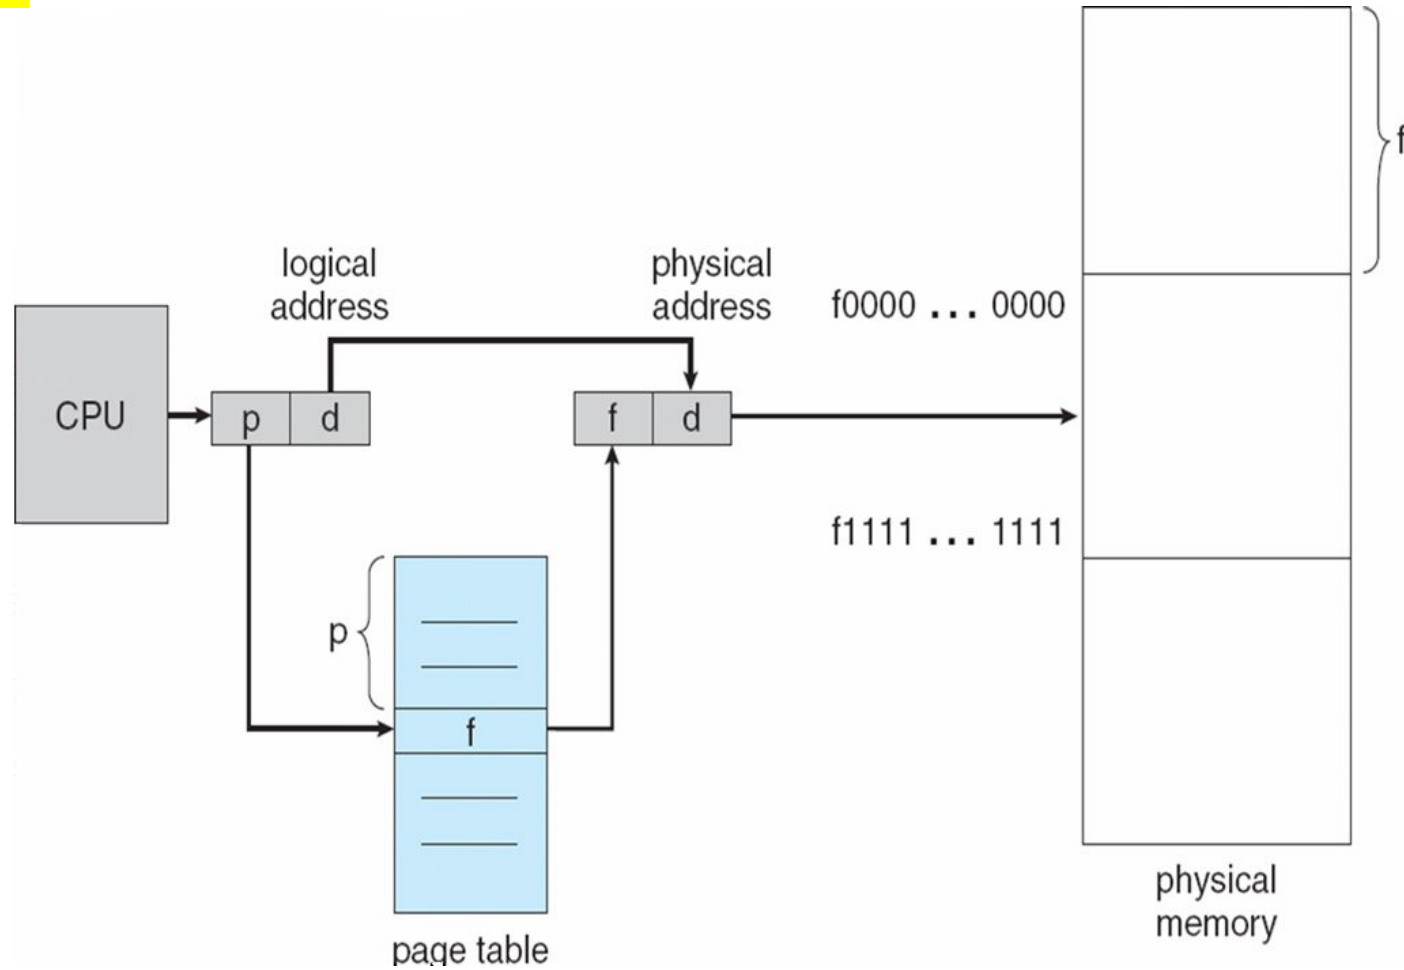 f
logical
address
physical
address
f0000 ... 0000
CPU
p d
f d
f1111 ... 1111
p
f
physical
memory
page table